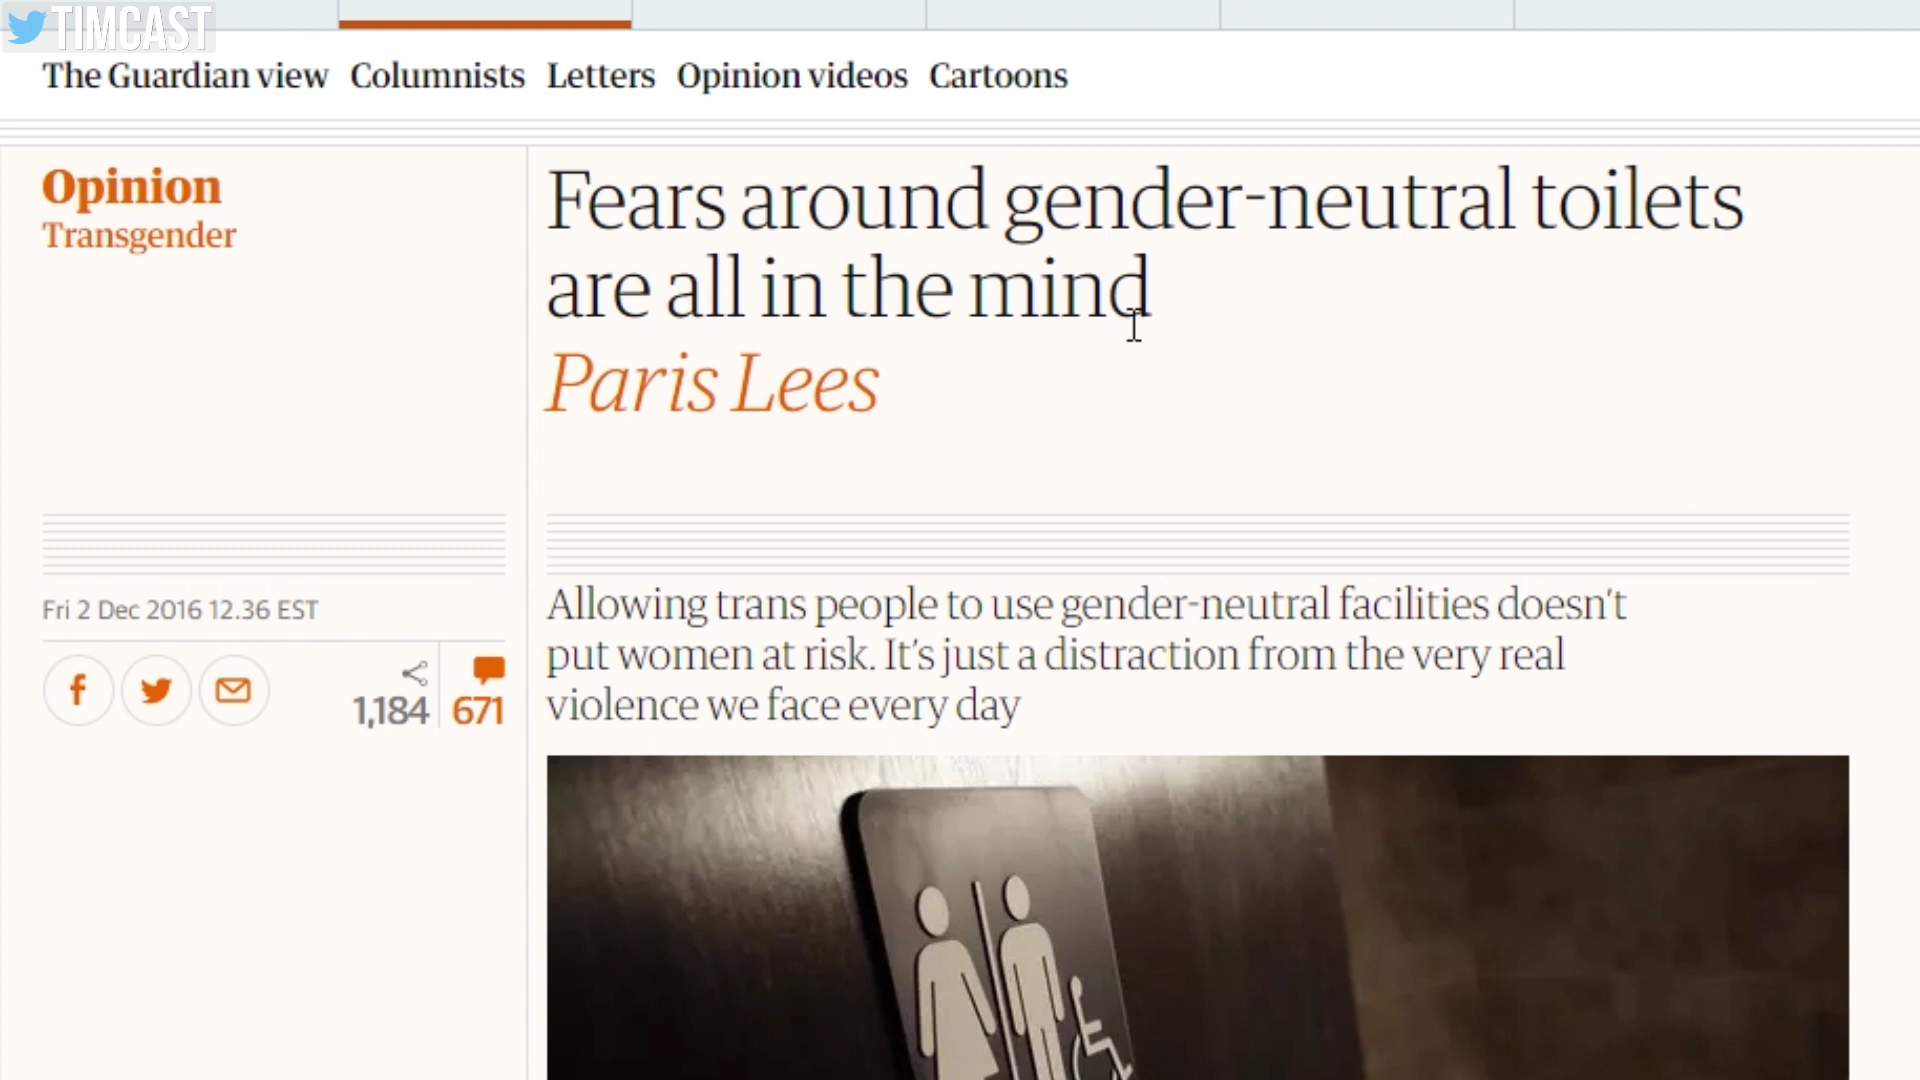 TIMCAST
The Guardian view Columnists Letters Opinion videos Cartoons
Opinion
Transgender
Fears around gender-neutral toilets
are all in the mind
Paris Lees
Fri 2 Dec 2016 12.36 EST
1,184 671
Allowing trans people to use gender-neutral facilities doesn't
put women at risk. It's just a distraction from the very real
violence we face every day